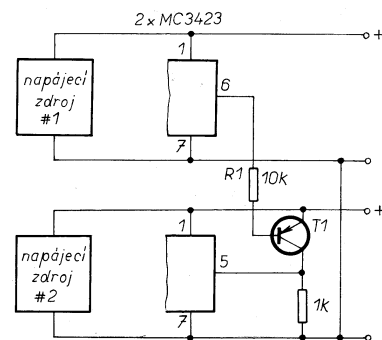 2 x MC3423
+
1
napájecí
zdroj
#1
6
7
R1
10k
+
T1
1
napájecí
zdroj
#2
5
7
1k